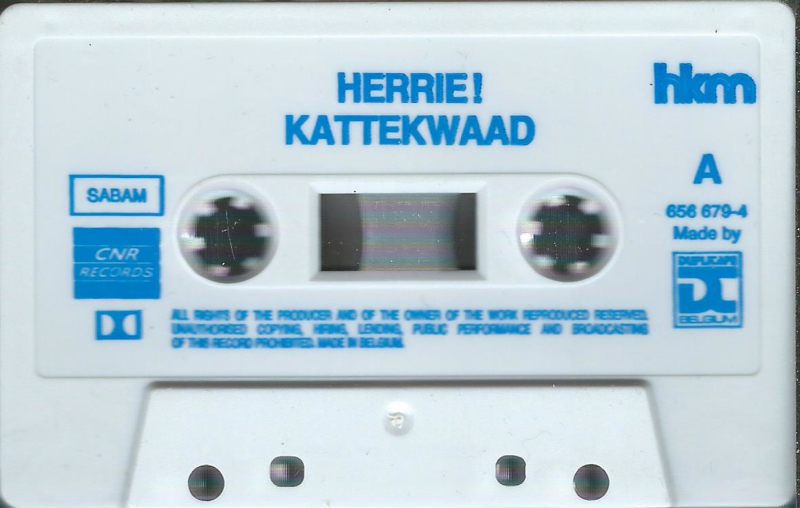 HERRIE!
KATTEKWAAD
hkm
A
SABAM
656 679-4
Made by
CNR
RECORDS
DUPLICAPE
BELGIUM
ALL RIGHTS OF THE PRODUCER AND OF THE OWNER OF THE WORK REPRODUCED RESERVED.
UNAUTHORISED COPYING, HIRING, LENDING, PUBLIC PERFORMANCE AND BROADCASTING
OF THIS RECORD PROHIBITED. MADE IN BELGIUM.